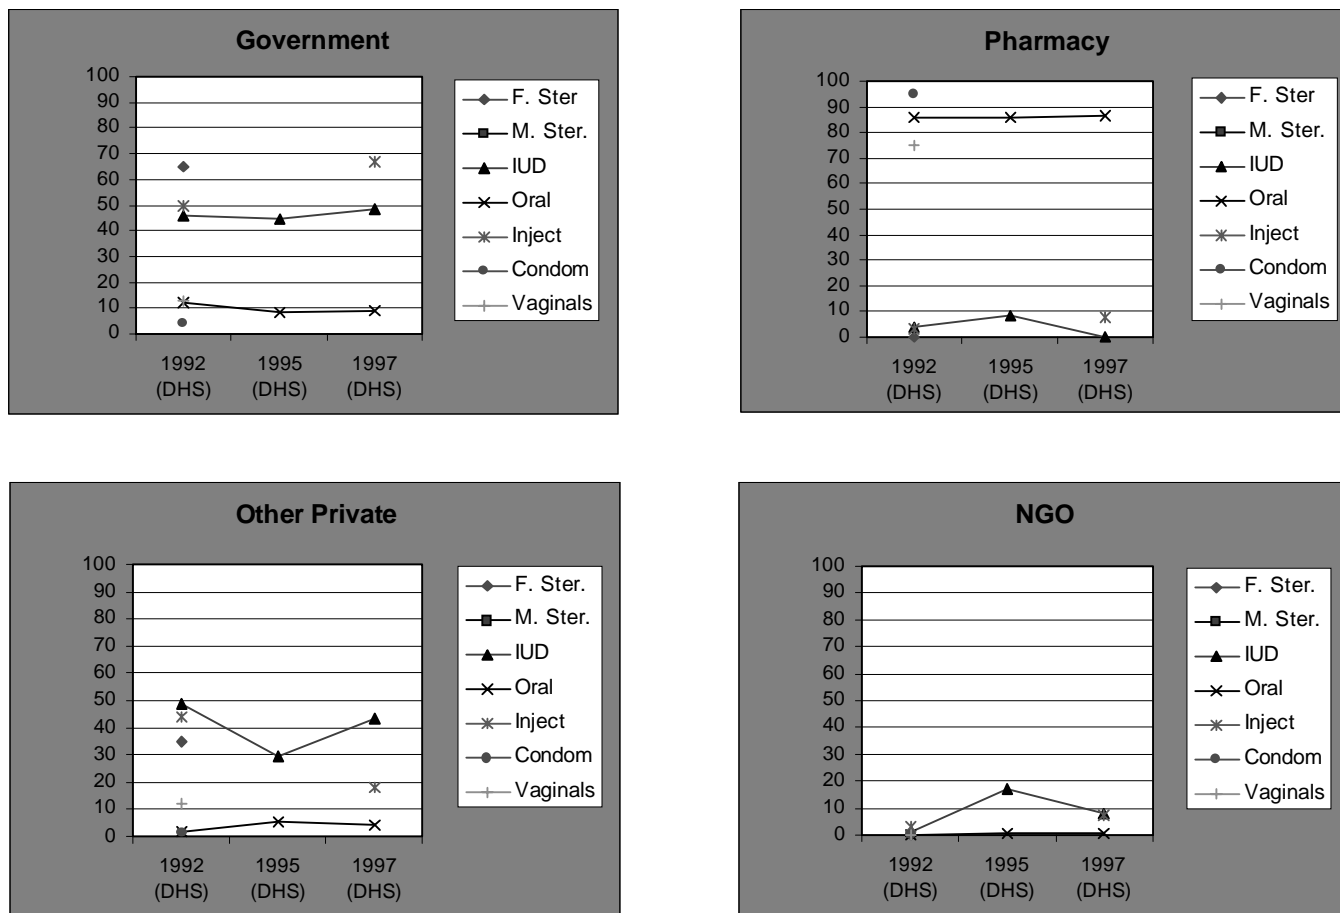 Government
100
90
80
70
60
50
40
30
20
10
0
1992
(DHS)
1995
(DHS)
1997
(DHS)
F. Ster
M. Ster.
IUD
Oral
Inject
Condom
Vaginals
Pharmacy
100
90
80
70
60
50
40
30
20
10
0
1992
(DHS)
1995
(DHS)
1997
(DHS)
F. Ster
M. Ster.
IUD
Oral
Inject
Condom
Vaginals
Other Private
100
90
80
70
60
50
40
30
20
10
0
1992
(DHS)
1995
(DHS)
1997
(DHS)
F. Ster.
M. Ster.
IUD
Oral
Inject
Condom
Vaginals
NGO
100
90
80
70
60
50
40
30
20
10
0
1992
(DHS)
1995
(DHS)
1997
(DHS)
F. Ster.
M. Ster.
IUD
Oral
Inject
Condom
Vaginals